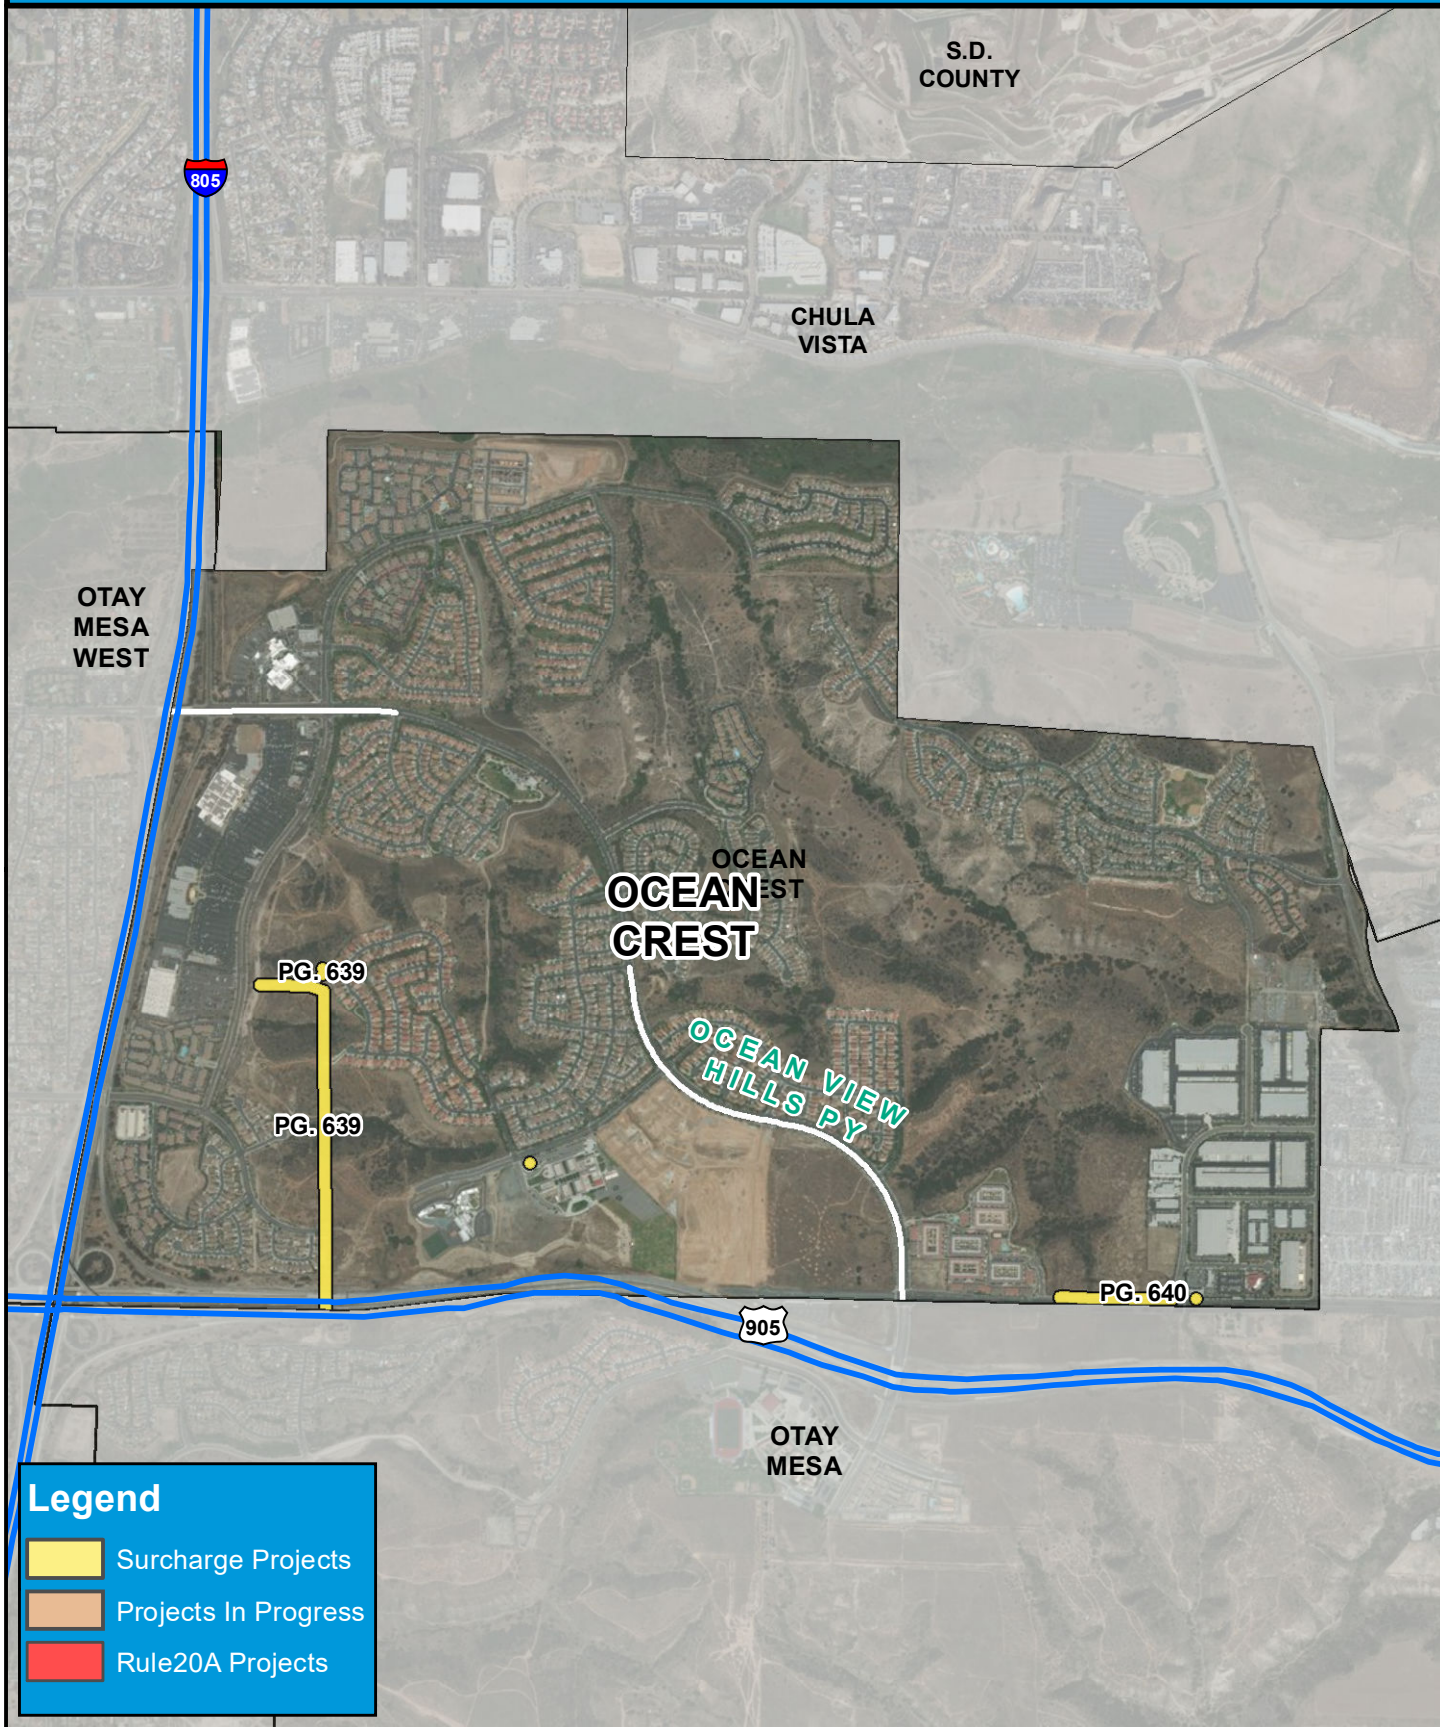 S.D.
COUNTY
805
CHULA
VISTA
OTAY
MESA
WEST
OCEAN
EST
OCEAN
CREST
PG. 639
OCEAN VIEW
HILLS PY
PG. 639
PG. 640
905
OTAY
MESA
Legend
Surcharge Projects
Projects In Progress
Rule20A Projects